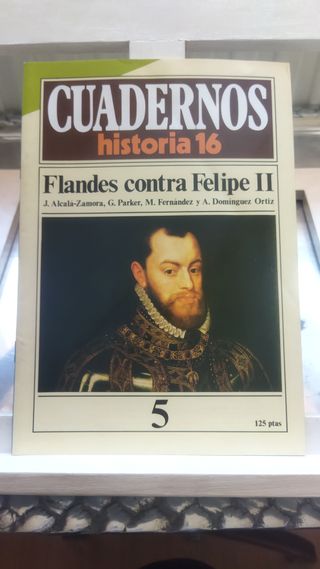 CUADERNOS
historia 16
Flandes contra Felipe II
J. Alcalá-Zamora, G. Parker, M. Fernández y A. Domínguez Ortiz
5
125 ptas